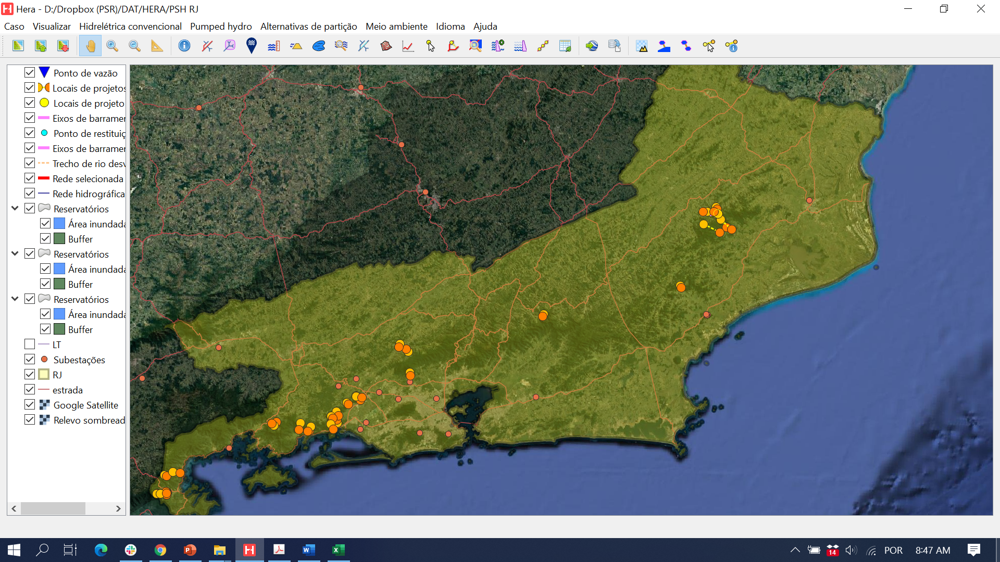 Hera - D:/Dropbox (PSR)/DAT/HERA/PSH RJ
Caso Visualizar Hidrelétrica convencional Pumped hydro Alternativas de partição Meio ambiente Idioma Ajuda
Ponto de vazão
Locais de projetos
Locais de projeto
Eixos de barramer
Ponto de restituiç
Eixos de barramer
Trecho de rio desv
Rede selecionada
Rede hidrográfica
Reservatórios
Área inundada
Buffer
Reservatórios
Área inundada
Buffer
Reservatórios
Área inundada
Buffer
LT
Subestações
RJ
estrada
Google Satellite
Relevo sombread
14 POR 8:47 AM